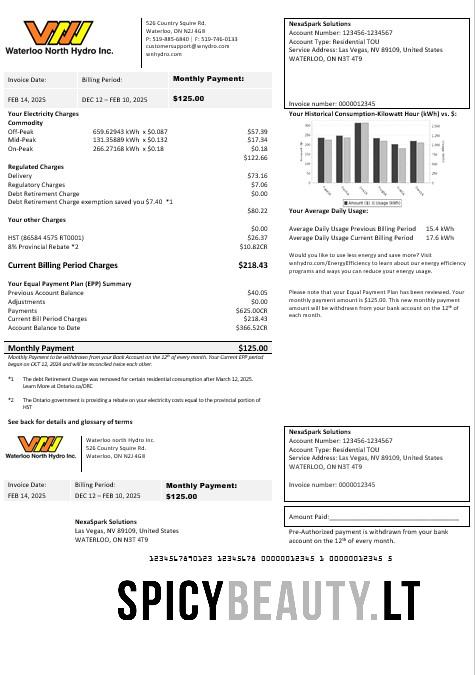 Waterloo North Hydro Inc.
526 Country Squire Rd.
Waterloo, ON N2J 4G8
P: 519-885-6840 | F: 519-746-0133
customersupport@wnhydro.com
wnhydro.com
NexaSpark Solutions
Account Number: 123456-1234567
Account Type: Residential TOU
Service Address: Las Vegas, NV 89109, United States
WATERLOO, ON N3T 4T9
Invoice number: 0000012345
Invoice Date: Billing Period: Monthly Payment:
FEB 14, 2025 DEC 12 – FEB 10, 2025 $125.00
Your Electricity Charges
Commodity
Off-Peak 659.62943 kWh x $0.087 $57.39
Mid-Peak 131.35889 kWh x $0.132 $17.34
On-Peak 266.27168 kWh x $0.18 $0.18
$122.66
Regulated Charges
Delivery $73.16
Regulatory Charges $7.06
Debt Retirement Charge $0.00
Debt Retirement Charge exemption saved you $7.40 *1
$80.22
Your other Charges
$0.00
HST (86584 4575 RT0001) $26.37
8% Provincial Rebate *2 $10.82CR
Current Billing Period Charges $218.43
Your Equal Payment Plan (EPP) Summary
Previous Account Balance $40.05
Adjustments $0.00
Payments $625.00CR
Current Bill Period Charges $218.43
Account Balance to Date $366.52CR
Monthly Payment $125.00
Monthly Payment to be withdrawn from your Bank Account on the 12th of every month. Your Current EPP period
began on OCT 12, 2024 and will be reconciled twice each other.
*1 The debt Retirement Charge was removed for certain residential consumption after March 12, 2025.
Learn More at Ontario.ca/DRC
*2 The Ontario government is providing a rebate on your electricity costs equal to the provincial portion of
HST
See back for details and glossary of terms
Your Historical Consumption-Kilowatt Hour (kWh) vs. $:
Amount ($) & Usage (kWh)
Your Average Daily Usage:
Average Daily Usage Previous Billing Period 15.4 kWh
Average Daily Usage Current Billing Period 17.6 kWh
Would you like to use less energy and save more? Visit
wnhydro.com/EnergyEfficiency to learn about our energy efficiency
programs and ways you can reduce your energy usage.
Please note that your Equal Payment Plan has been reviewed. Your
monthly payment amount is $125.00. This new monthly payment
amount will be withdrawn from your bank account on the 12th of
each month.
Waterloo North Hydro Inc.
Waterloo north Hydro Inc.
526 Country Squire Rd.
Waterloo, ON N2J 4G8
NexaSpark Solutions
Account Number: 123456-1234567
Account Type: Residential TOU
Service Address: Las Vegas, NV 89109, United States
WATERLOO, ON N3T 4T9
Invoice number: 0000012345
Invoice Date: Billing Period: Monthly Payment:
FEB 14, 2025 DEC 12 – FEB 10, 2025 $125.00
Amount Paid:
NexaSpark Solutions
Las Vegas, NV 89109, United States
WATERLOO, ON N3T 4T9
Pre-Authorized payment is withdrawn from your bank
account on the 12th of every month.
1234567890123 12345678 00000012345 1 00000012345 5
SPICYBEAUTY.LT